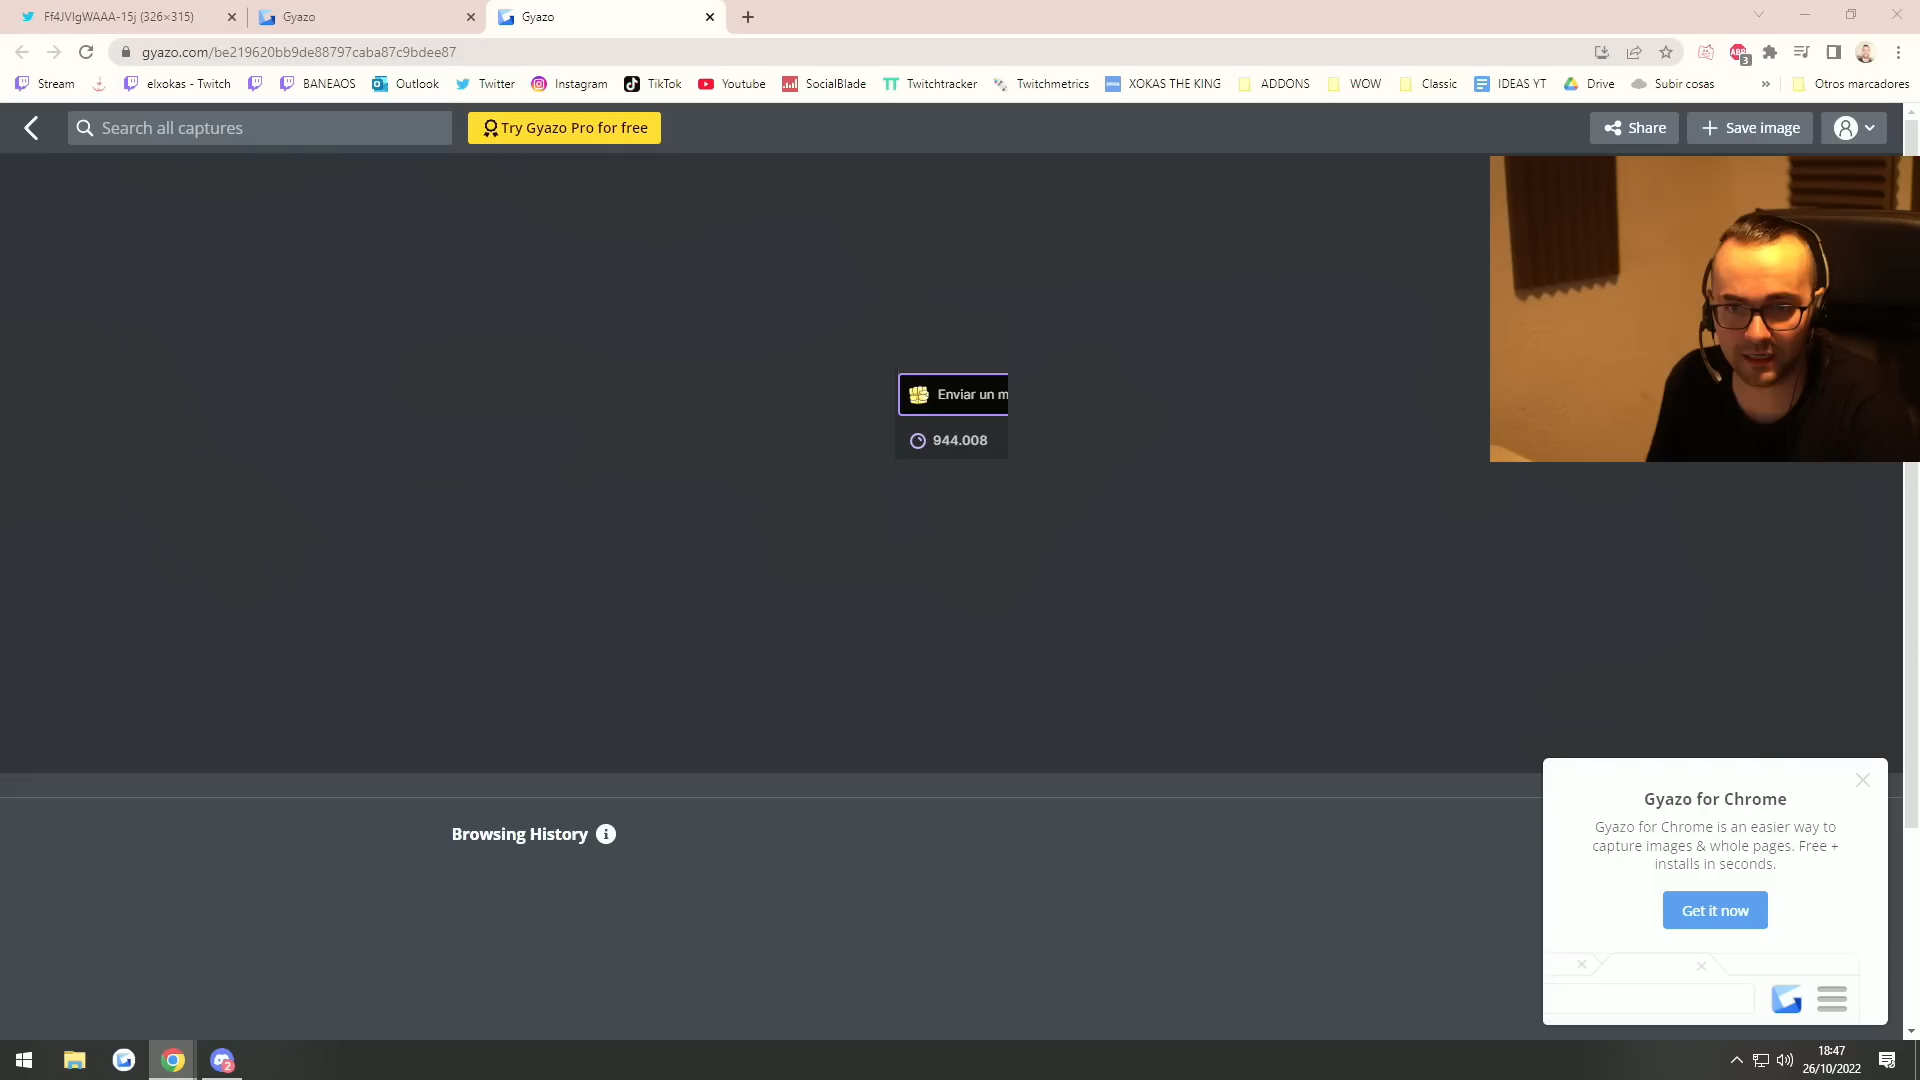 Ff4JVIgWAAA-15j (326×315)
Gyazo
Gyazo
gyazo.com/be219620bb9de88797caba87c9bdee87
3
Stream
elxokas - Twitch
BANEAOS
Outlook
Twitter
Instagram
TikTok
Youtube
SocialBlade
Twitchtracker
Twitchmetrics
XOKAS THE KING
ADDONS
WOW
Classic
IDEAS YT
Drive
Subir cosas
»
Otros marcadores
Search all captures
Try Gyazo Pro for free
Share
Save image
Enviar un m
944.008
Browsing History
Gyazo for Chrome
Gyazo for Chrome is an easier way to
capture images & whole pages. Free +
installs in seconds.
Get it now
2
18:47
26/10/2022